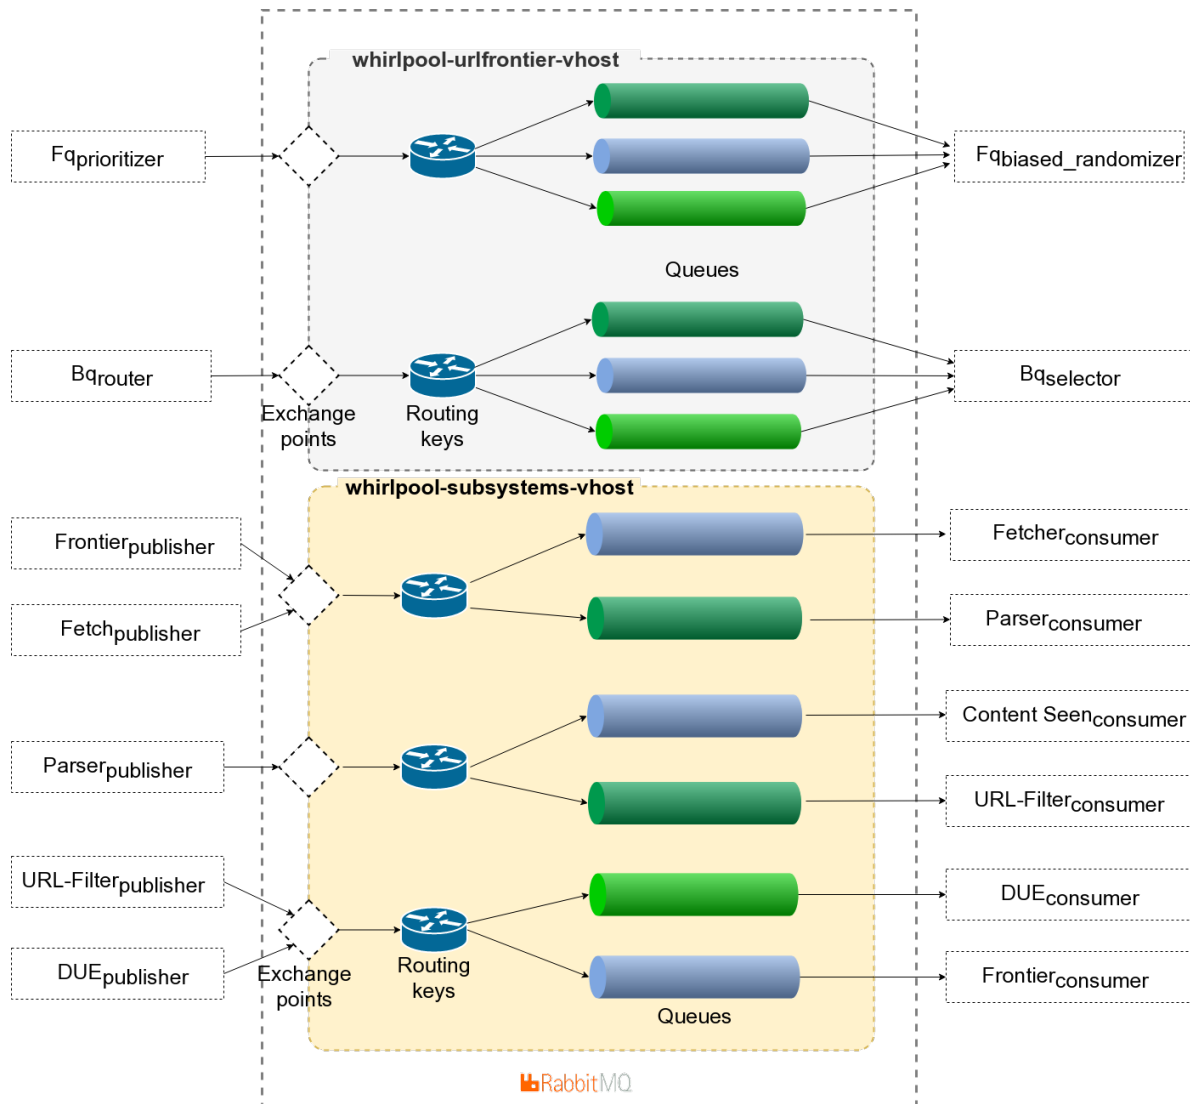 whirlpool-urlfrontier-vhost
Fqprioritizer
Fqbiased_randomizer
Queues
Bqrouter
Bqselector
Exchange
points
Routing
keys
whirlpool-subsystems-vhost
Frontierpublisher
Fetcherconsumer
Fetchpublisher
Parserconsumer
Parserpublisher
Content Seenconsumer
URL-Filterconsumer
URL-Filterpublisher
DUEconsumer
DUEpublisher
Exchange
points
Routing
keys
Frontierconsumer
Queues
RabbitMQ